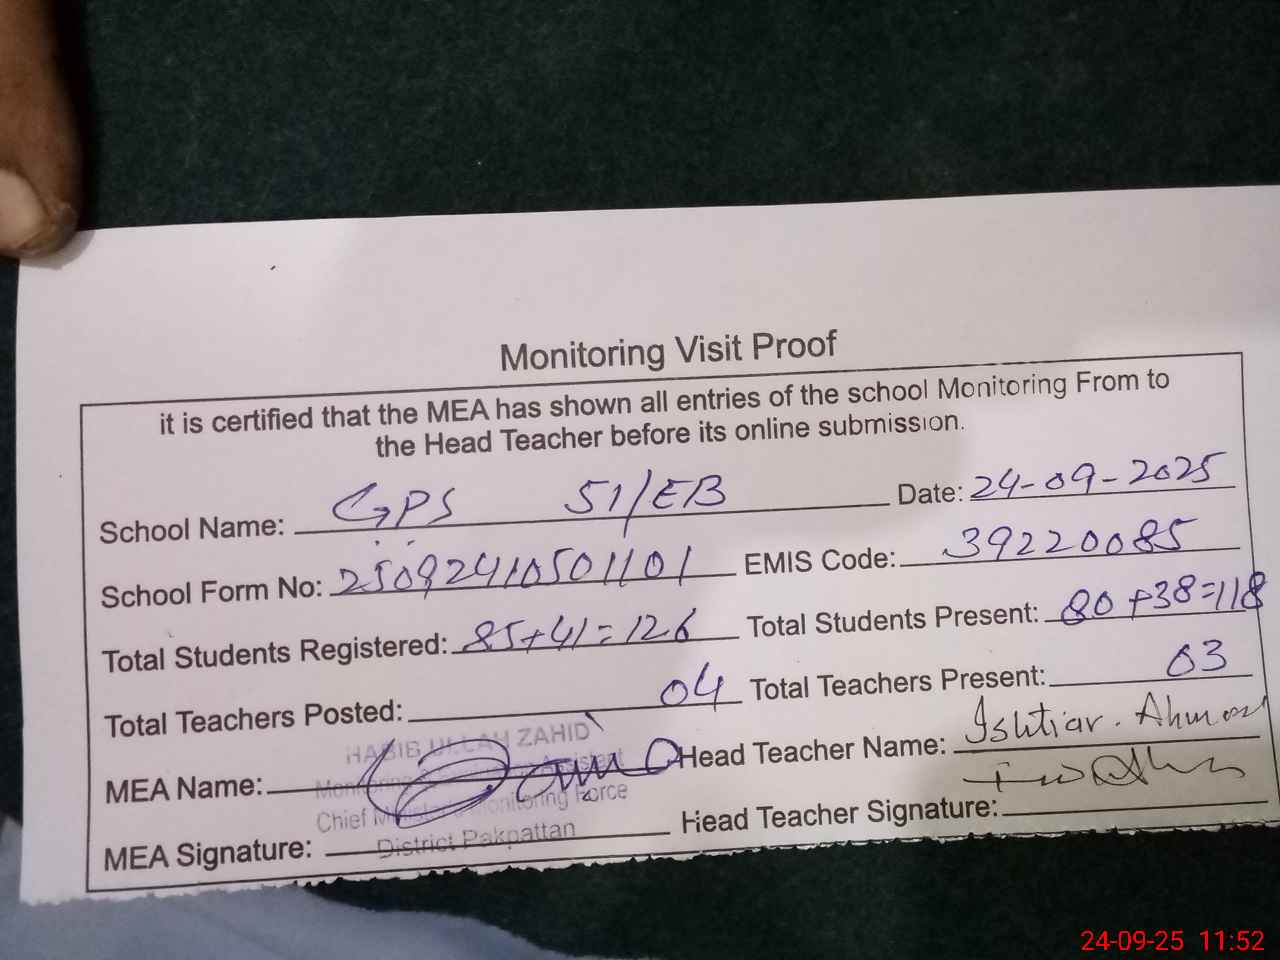 Monitoring Visit Proof
it is certified that the MEA has shown all entries of the school Monitoring From to
the Head Teacher before its online submission.
School Name: GPS 51/EB Date: 24-09-2025
School Form No: 25092410501101 EMIS Code: 39220085
Total Students Registered: 85+41=126 Total Students Present: 80+38=118
Total Teachers Posted: 04 Total Teachers Present: 03
MEA Name: Head Teacher Name: Ishtiar. Ahmad
MEA Signature: Head Teacher Signature:
HABIB ULLAH ZAHID
Monitoring & Assistant
Chief Minister's Monitoring Force
District Pakpattan
24-09-25 11:52